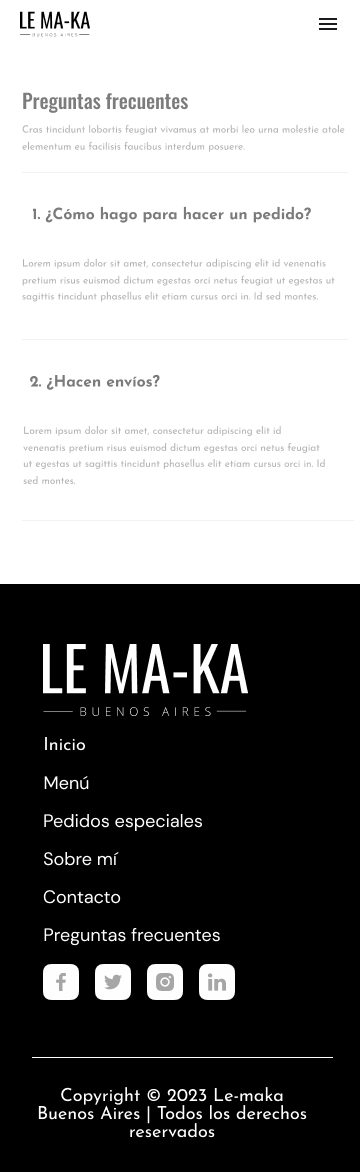 LE MA-KA
BUENOS AIRES
Preguntas frecuentes
Cras tincidunt lobortis feugiat vivamus at morbi leo urna molestie atole
elementum eu facilisis faucibus interdum posuere.
1. ¿Cómo hago para hacer un pedido?
Lorem ipsum dolor sit amet, consectetur adipiscing elit id venenatis
pretium risus euismod dictum egestas orci netus feugiat ut egestas ut
sagittis tincidunt phasellus elit etiam cursus orci in. Id sed montes.
2. ¿Hacen envíos?
Lorem ipsum dolor sit amet, consectetur adipiscing elit id
venenatis pretium risus euismod dictum egestas orci netus feugiat
ut egestas ut sagittis tincidunt phasellus elit etiam cursus orci in. Id
sed montes.
LE MA-KA
BUENOS AIRES
Inicio
Menú
Pedidos especiales
Sobre mí
Contacto
Preguntas frecuentes
Copyright © 2023 Le-maka
Buenos Aires | Todos los derechos
reservados